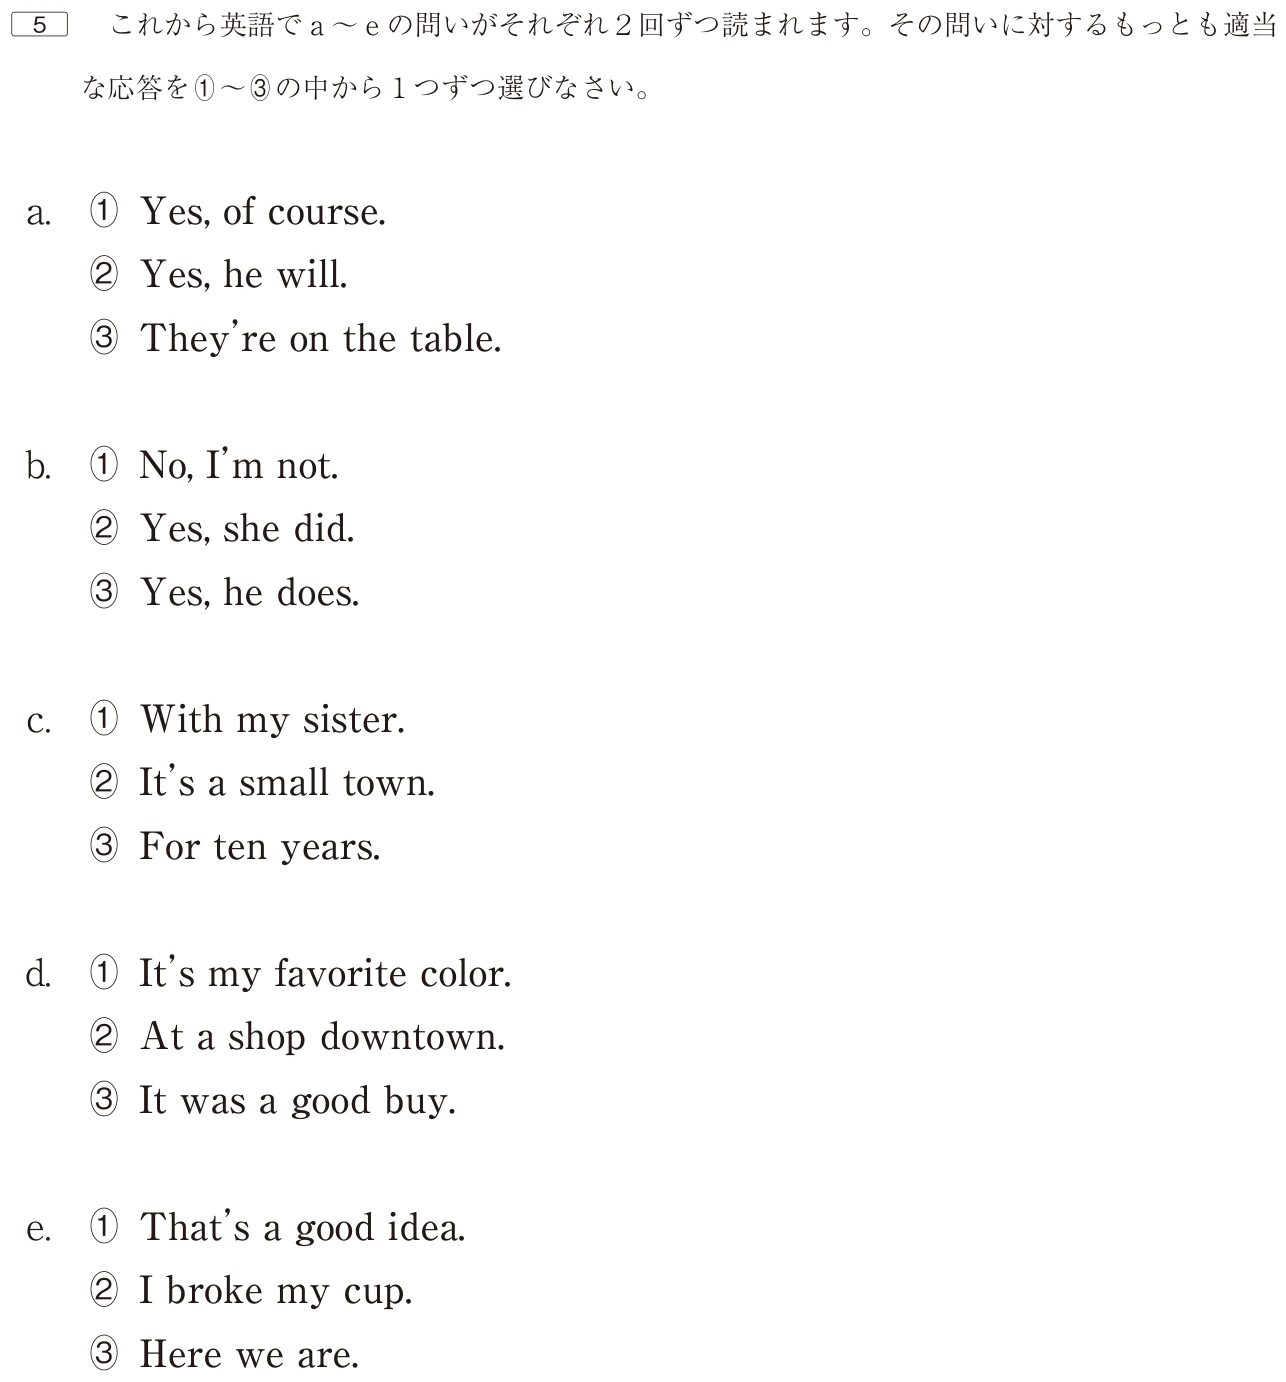 5　これから英語でａ～ｅの問いがそれぞれ２回ずつ読まれます。その問いに対するもっとも適当
な応答を①～③の中から１つずつ選びなさい。
a. ① Yes, of course.
② Yes, he will.
③ They’re on the table.
b. ① No, I’m not.
② Yes, she did.
③ Yes, he does.
c. ① With my sister.
② It’s a small town.
③ For ten years.
d. ① It’s my favorite color.
② At a shop downtown.
③ It was a good buy.
e. ① That’s a good idea.
② I broke my cup.
③ Here we are.